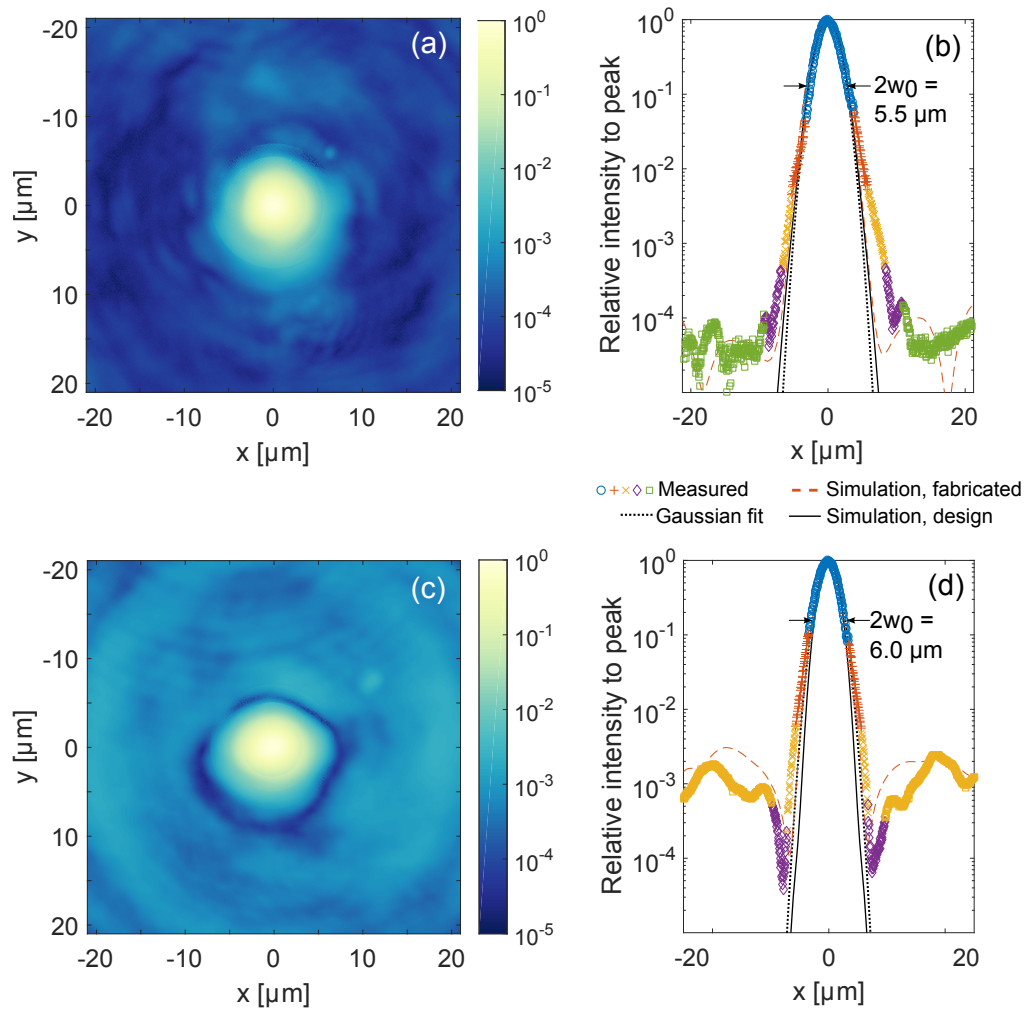 (a)
-20
-10
0
10
20
y [µm]
-20 -10 0 10 20
x [µm]
10^0
10^-1
10^-2
10^-3
10^-4
10^-5
(b)
10^0
10^-1
10^-2
10^-3
10^-4
Relative intensity to peak
2w0 =
5.5 µm
-20 0 20
x [µm]
Measured
Simulation, fabricated
Gaussian fit
Simulation, design
(c)
-20
-10
0
10
20
y [µm]
-20 -10 0 10 20
x [µm]
10^0
10^-1
10^-2
10^-3
10^-4
10^-5
(d)
10^0
10^-1
10^-2
10^-3
10^-4
Relative intensity to peak
2w0 =
6.0 µm
-20 0 20
x [µm]